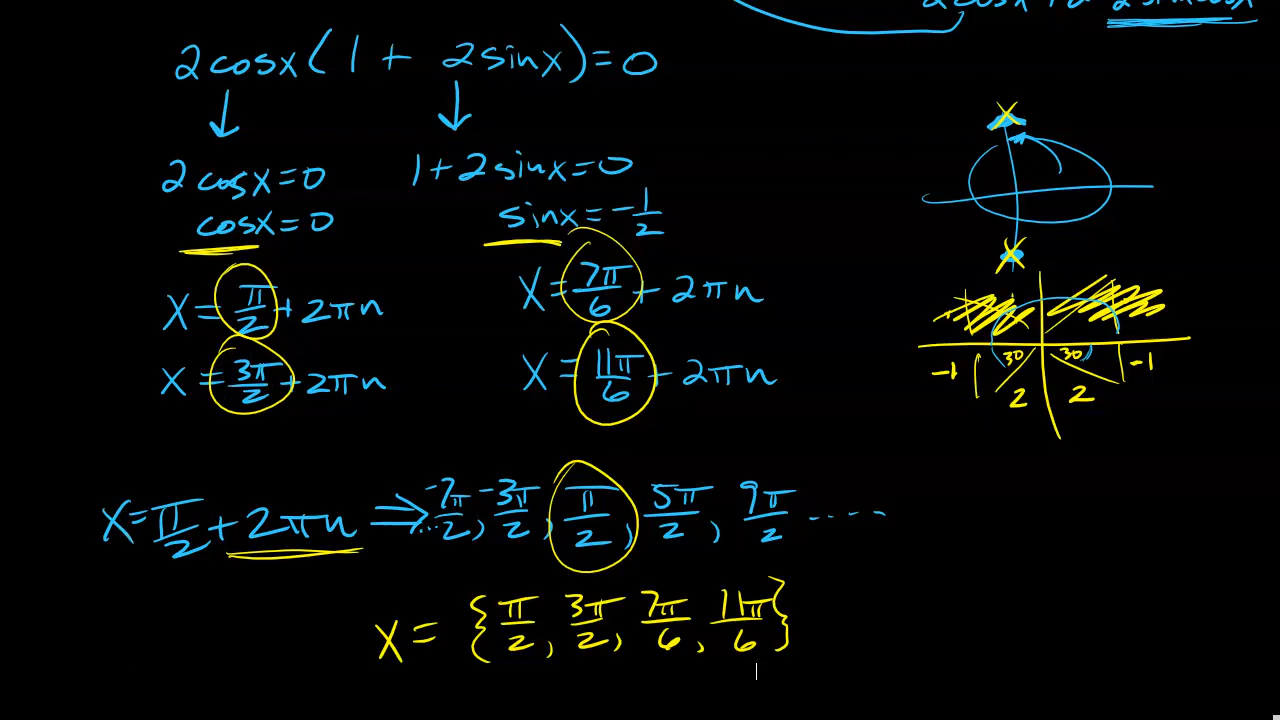 2cosx(1 + 2sinx)=0
2cosx=0
1+2sinx=0
cosx=0
sinx=-1/2
x=π/2+2πn
x=7π/6+2πn
x=3π/2+2πn
x=11π/6+2πn
30 30
-1 -1
2 2
x=π/2+2πn ⇒ ...-7π/2, -3π/2, π/2, 5π/2, 9π/2 ....
x= {π/2, 3π/2, 7π/6, 11π/6}